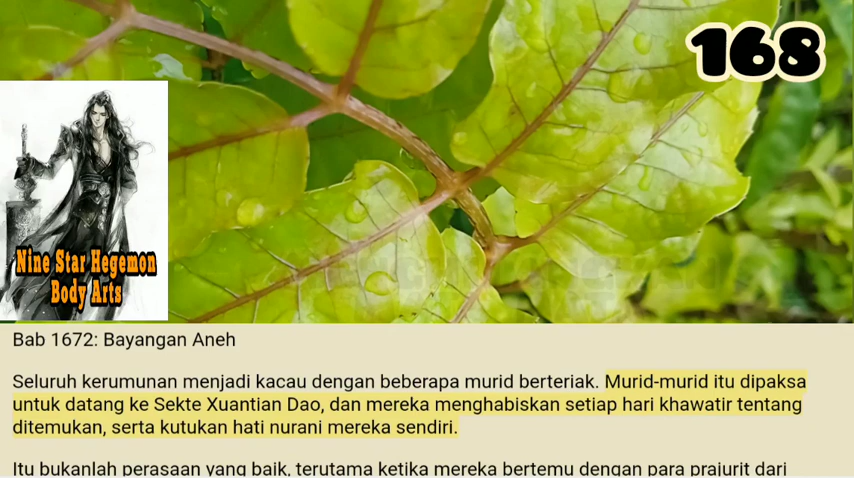 168
Nine Star Hegemon
Body Arts
Bab 1672: Bayangan Aneh
Seluruh kerumunan menjadi kacau dengan beberapa murid berteriak. Murid-murid itu dipaksa
untuk datang ke Sekte Xuantian Dao, dan mereka menghabiskan setiap hari khawatir tentang
ditemukan, serta kutukan hati nurani mereka sendiri.
Itu bukanlah perasaan yang baik, terutama ketika mereka bertemu dengan para prajurit dari